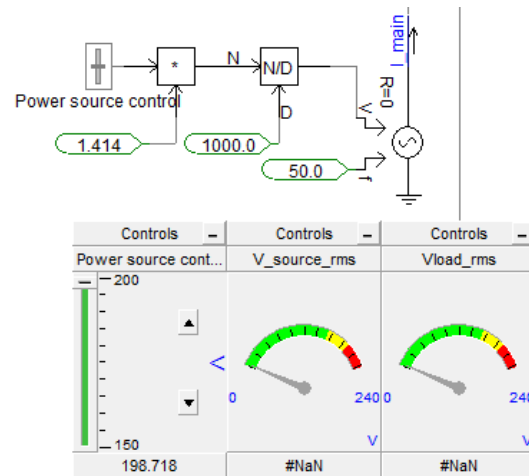 I_main
N
N/D
*
R=0
Power source control
D
V
1.414
1000.0
50.0
f
Controls
Controls
Controls
Power source cont...
V_source_rms
Vload_rms
200
150
V
0
240
V
0
240
V
198.718
#NaN
#NaN